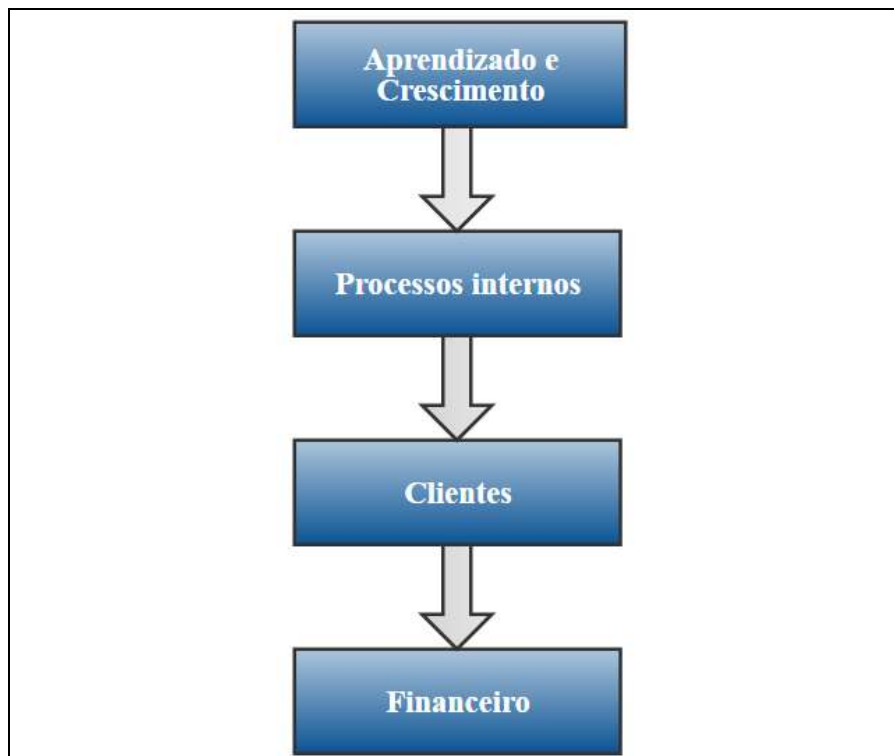 Aprendizado e
Crescimento
Processos internos
Clientes
Financeiro